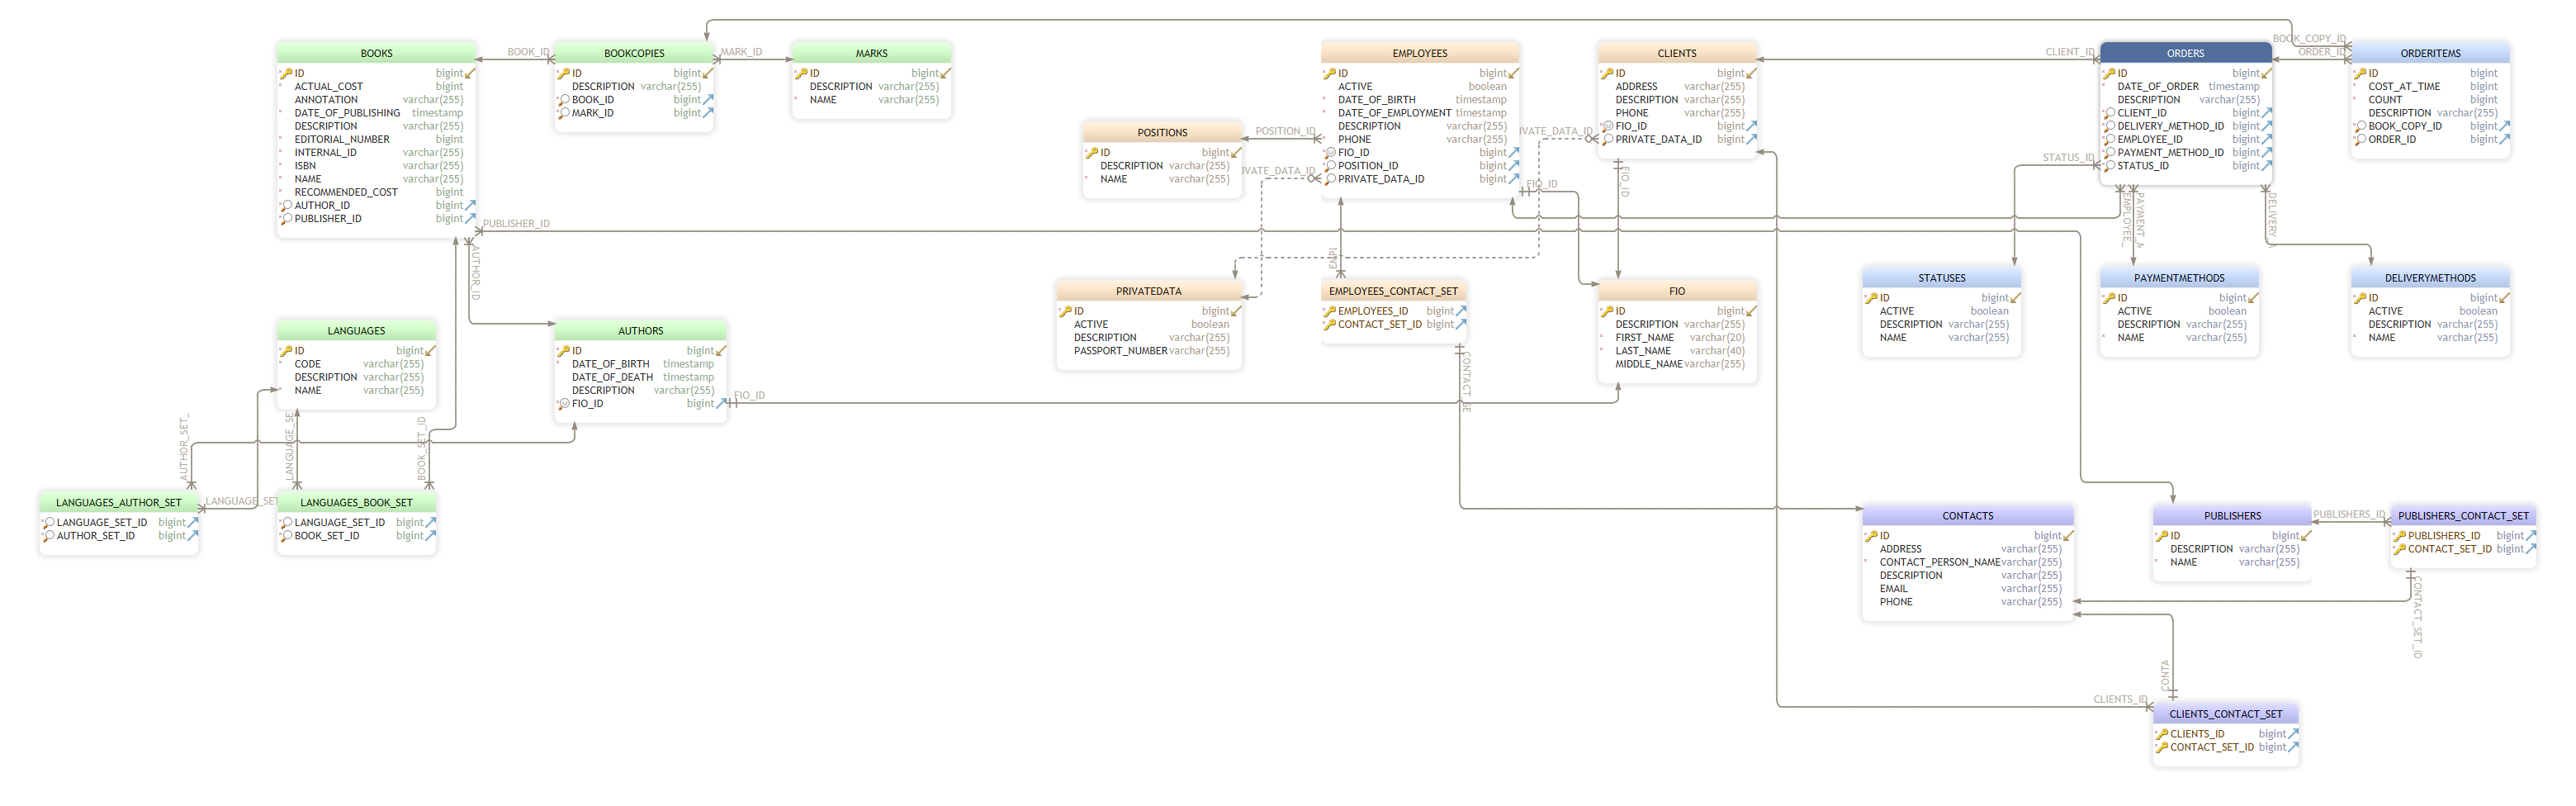 BOOK_COPY_ID
BOOKS
ID bigint
ACTUAL_COST bigint
ANNOTATION varchar(255)
DATE_OF_PUBLISHING timestamp
DESCRIPTION varchar(255)
EDITORIAL_NUMBER bigint
INTERNAL_ID varchar(255)
ISBN varchar(255)
NAME varchar(255)
RECOMMENDED_COST bigint
AUTHOR_ID bigint
PUBLISHER_ID bigint
BOOK_ID
BOOKCOPIES
ID bigint
DESCRIPTION varchar(255)
BOOK_ID bigint
MARK_ID bigint
MARK_ID
MARKS
ID bigint
DESCRIPTION varchar(255)
NAME varchar(255)
POSITIONS
ID bigint
DESCRIPTION varchar(255)
NAME varchar(255)
POSITION_ID
IVATE_DATA_ID
EMPLOYEES
ID bigint
ACTIVE boolean
DATE_OF_BIRTH timestamp
DATE_OF_EMPLOYMENT timestamp
DESCRIPTION varchar(255)
PHONE varchar(255)
FIO_ID bigint
POSITION_ID bigint
PRIVATE_DATA_ID bigint
IVATE_DATA_ID
FIO_ID
CLIENTS
ID bigint
ADDRESS varchar(255)
DESCRIPTION varchar(255)
PHONE varchar(255)
FIO_ID bigint
PRIVATE_DATA_ID bigint
FIO_ID
CLIENT_ID
STATUS_ID
ORDERS
ID bigint
DATE_OF_ORDER timestamp
DESCRIPTION varchar(255)
CLIENT_ID bigint
DELIVERY_METHOD_ID bigint
EMPLOYEE_ID bigint
PAYMENT_METHOD_ID bigint
STATUS_ID bigint
ORDER_ID
ORDERITEMS
ID bigint
COST_AT_TIME bigint
COUNT bigint
DESCRIPTION varchar(255)
BOOK_COPY_ID bigint
ORDER_ID bigint
EMPLOYEE_
PAYMENT_M
DELIVERY_
PUBLISHER_ID
AUTHOR_ID
LANGUAGES
ID bigint
CODE varchar(255)
DESCRIPTION varchar(255)
NAME varchar(255)
AUTHORS
ID bigint
DATE_OF_BIRTH timestamp
DATE_OF_DEATH timestamp
DESCRIPTION varchar(255)
FIO_ID bigint
FIO_ID
PRIVATEDATA
ID bigint
ACTIVE boolean
DESCRIPTION varchar(255)
PASSPORT_NUMBER varchar(255)
EMPL
EMPLOYEES_CONTACT_SET
EMPLOYEES_ID bigint
CONTACT_SET_ID bigint
CONTACT_SE
FIO
ID bigint
DESCRIPTION varchar(255)
FIRST_NAME varchar(20)
LAST_NAME varchar(40)
MIDDLE_NAME varchar(255)
STATUSES
ID bigint
ACTIVE boolean
DESCRIPTION varchar(255)
NAME varchar(255)
PAYMENTMETHODS
ID bigint
ACTIVE boolean
DESCRIPTION varchar(255)
NAME varchar(255)
DELIVERYMETHODS
ID bigint
ACTIVE boolean
DESCRIPTION varchar(255)
NAME varchar(255)
AUTHOR_SET_
LANGUAGE_SE
BOOK_SET_ID
LANGUAGES_AUTHOR_SET
LANGUAGE_SET_ID bigint
AUTHOR_SET_ID bigint
LANGUAGE_SET
LANGUAGES_BOOK_SET
LANGUAGE_SET_ID bigint
BOOK_SET_ID bigint
CONTACTS
ID bigint
ADDRESS varchar(255)
CONTACT_PERSON_NAME varchar(255)
DESCRIPTION varchar(255)
EMAIL varchar(255)
PHONE varchar(255)
PUBLISHERS
ID bigint
DESCRIPTION varchar(255)
NAME varchar(255)
PUBLISHERS_ID
PUBLISHERS_CONTACT_SET
PUBLISHERS_ID bigint
CONTACT_SET_ID bigint
CONTACT_SET_ID
CONTA
CLIENTS_ID
CLIENTS_CONTACT_SET
CLIENTS_ID bigint
CONTACT_SET_ID bigint